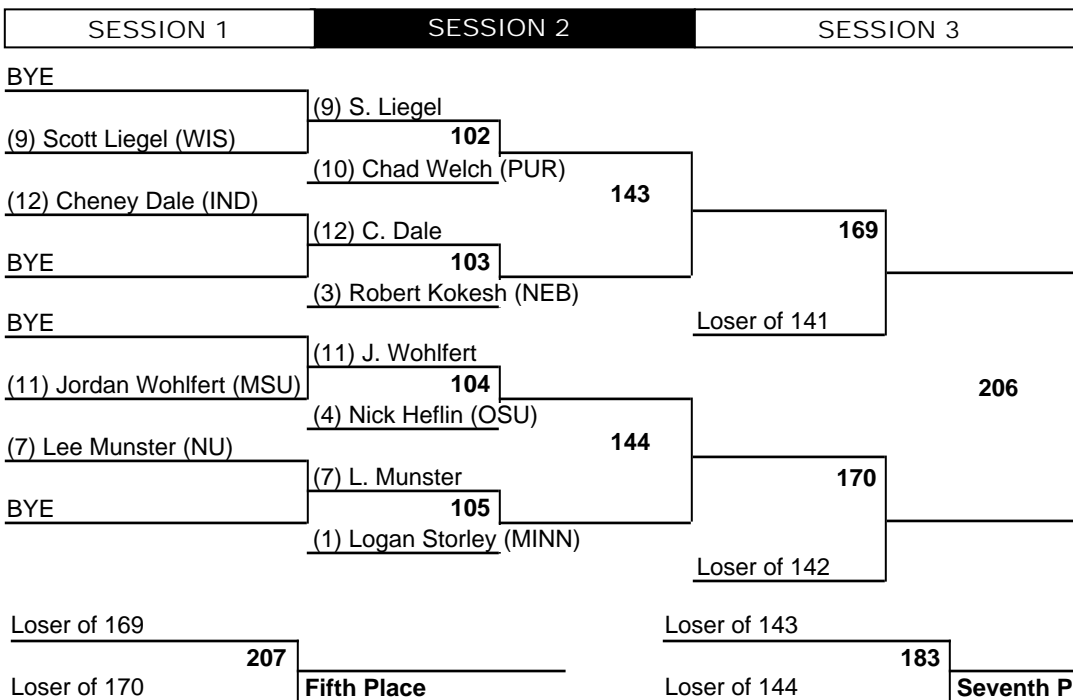 SESSION 1 SESSION 2 SESSION 3
BYE
(9) S. Liegel
(9) Scott Liegel (WIS) 102
(10) Chad Welch (PUR)
(12) Cheney Dale (IND) 143
(12) C. Dale 169
BYE 103
(3) Robert Kokesh (NEB)
BYE Loser of 141
(11) J. Wohlfert
(11) Jordan Wohlfert (MSU) 104 206
(4) Nick Heflin (OSU)
(7) Lee Munster (NU) 144
(7) L. Munster 170
BYE 105
(1) Logan Storley (MINN)
Loser of 142
Loser of 169 Loser of 143
207 183
Loser of 170 Fifth Place Loser of 144 Seventh P